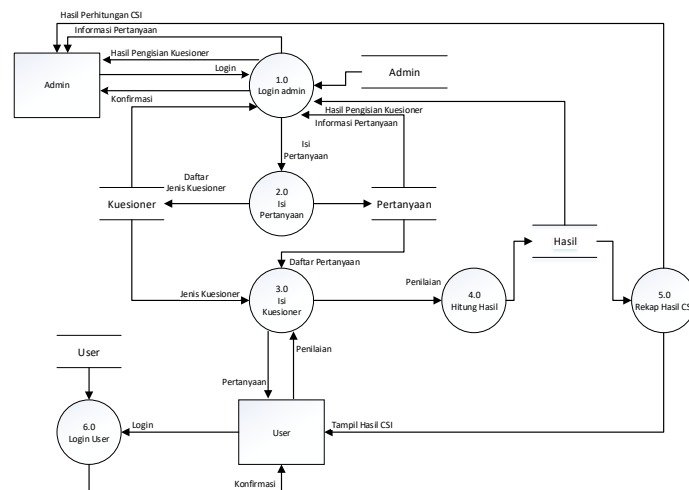 Hasil Perhitungan CSI
Informasi Pertanyaan
Hasil Pengisian Kuesioner
Login
Admin
Konfirmasi
1.0
Login admin
Admin
Hasil Pengisian Kuesioner
Informasi Pertanyaan
Isi
Pertanyaan
Daftar
Jenis Kuesioner
Kuesioner
2.0
Isi
Pertanyaan
Pertanyaan
Hasil
Daftar Pertanyaan
Jenis Kuesioner
3.0
Isi
Kuesioner
Penilaian
4.0
Hitung Hasil
5.0
Rekap Hasil CS
User
Penilaian
Pertanyaan
6.0
Login User
Login
User
Tampil Hasil CSI
Konfirmasi